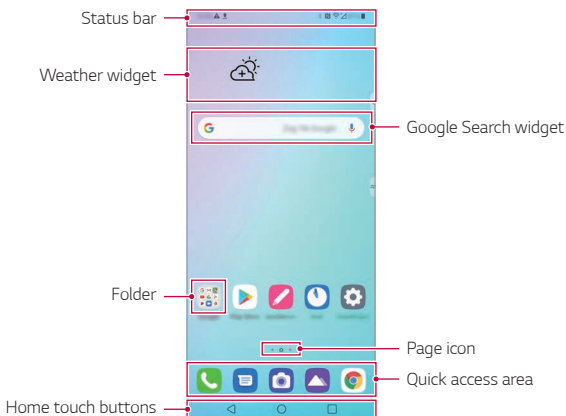 Status bar
Weather widget
Google Search widget
Folder
Page icon
Quick access area
Home touch buttons